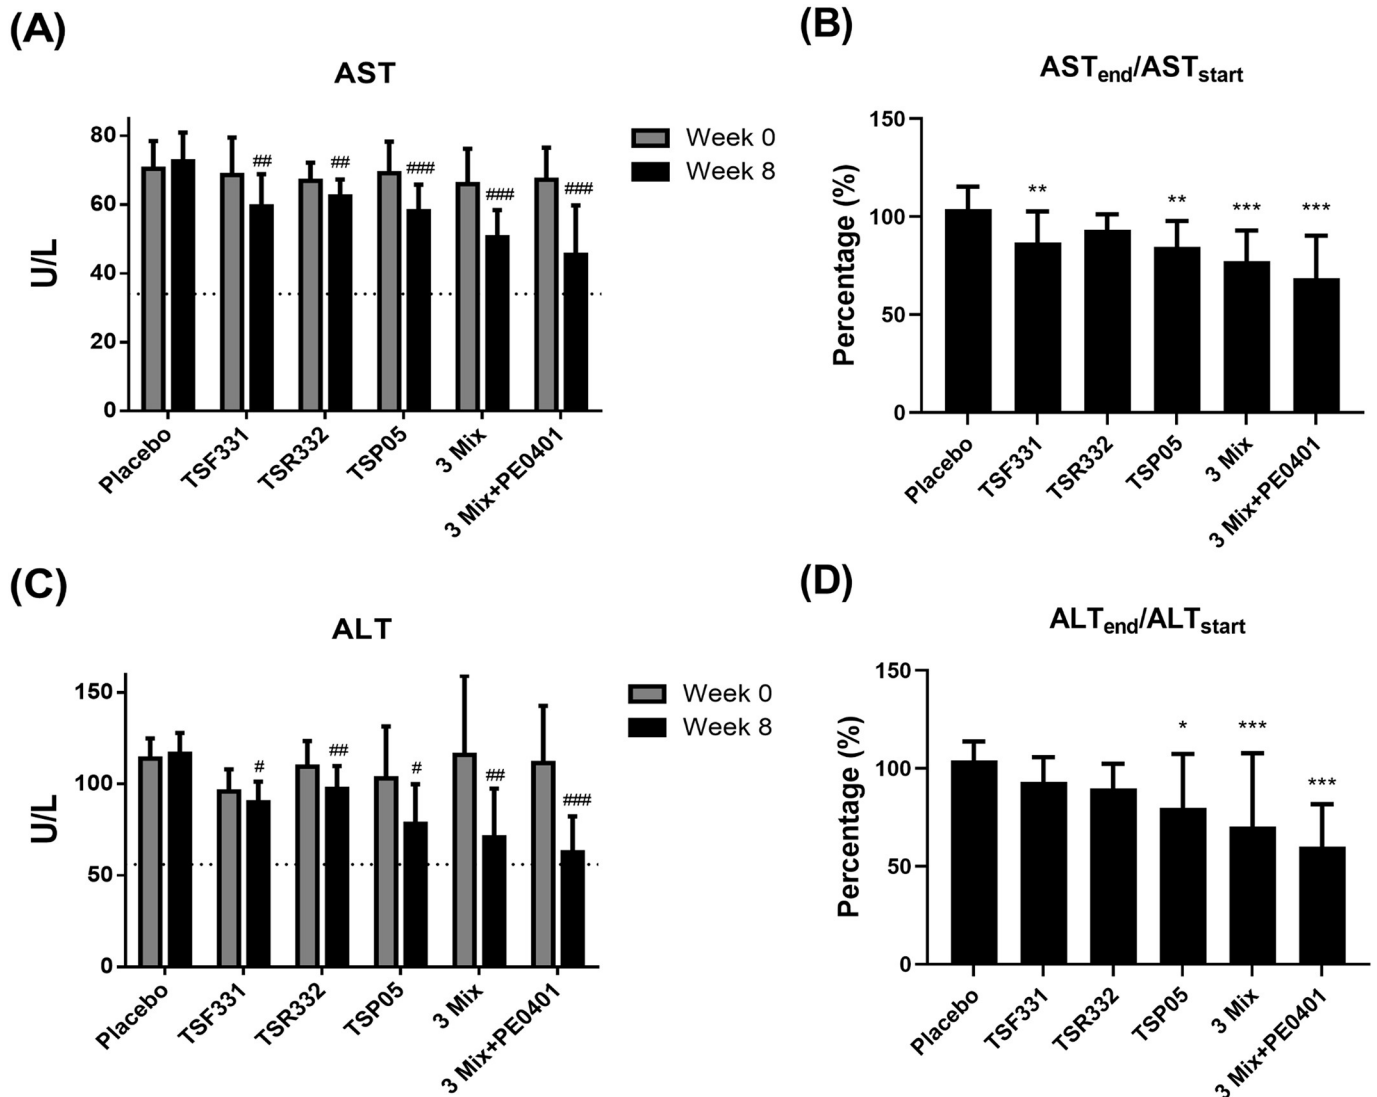 (A)
AST
80
60
40
20
0
U/L
## ## ### ### ###
Week 0
Week 8
Placebo
TSF331
TSR332
TSP05
3 Mix
3 Mix+PE0401
(B)
ASTend/ASTstart
150
100
50
0
Percentage (%)
** ** *** ***
Placebo
TSF331
TSR332
TSP05
3 Mix
3 Mix+PE0401
(C)
ALT
150
100
50
0
U/L
# ## # ## ###
Week 0
Week 8
Placebo
TSF331
TSR332
TSP05
3 Mix
3 Mix+PE0401
(D)
ALTend/ALTstart
150
100
50
0
Percentage (%)
* *** ***
Placebo
TSF331
TSR332
TSP05
3 Mix
3 Mix+PE0401